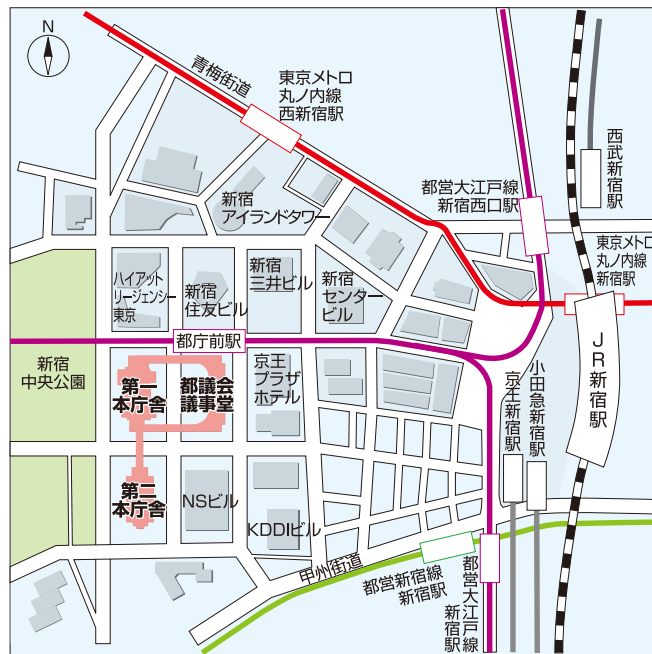 N
青梅街道
東京メトロ
丸ノ内線
西新宿駅
西武新宿駅
都営大江戸線
新宿西口駅
新宿
アイランドタワー
東京メトロ
丸ノ内線
新宿駅
ハイアット
リージェンシー
東京
新宿
住友ビル
新宿
三井ビル
新宿
センター
ビル
都庁前駅
JR新宿駅
新宿
中央公園
第一
本庁舎
都議会
議事堂
京王
プラザ
ホテル
小田急新宿駅
京王新宿駅
第二
本庁舎
NSビル
KDDIビル
甲州街道
都営新宿線
新宿駅
都営大江戸線
新宿駅